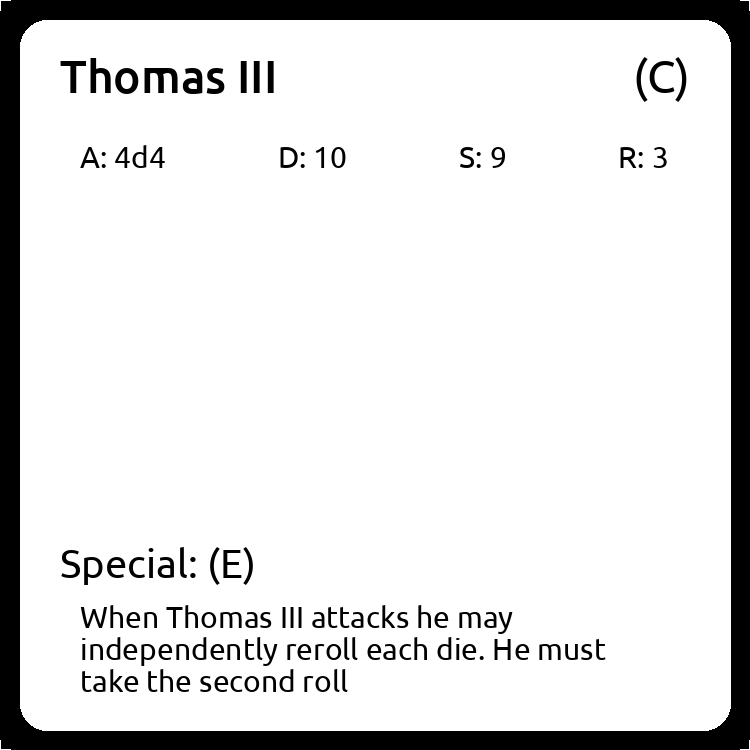 Thomas III (C)
A: 4d4 D: 10 S: 9 R: 3
Special: (E)
When Thomas III attacks he may
independently reroll each die. He must
take the second roll